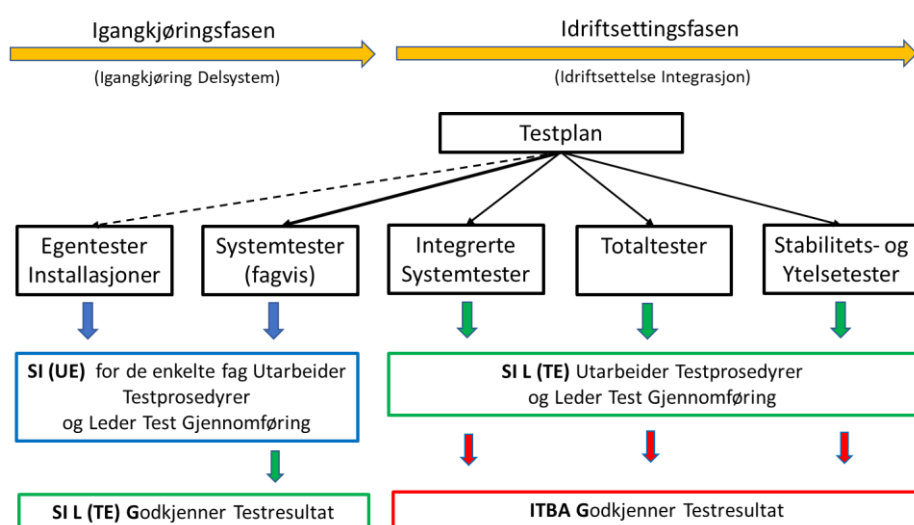 Igangkjøringsfasen
Idriftsettingsfasen
(Igangkjøring Delsystem)
(Idriftsettelse Integrasjon)
Testplan
Egentester
Installasjoner
Systemtester
(fagvis)
Integrerte
Systemtester
Totaltester
Stabilitets- og
Ytelsetester
SI (UE) for de enkelte fag Utarbeider
Testprosedyrer
og Leder Test Gjennomføring
SI L (TE) Utarbeider Testprosedyrer
og Leder Test Gjennomføring
SI L (TE) Godkjenner Testresultat
ITBA Godkjenner Testresultat